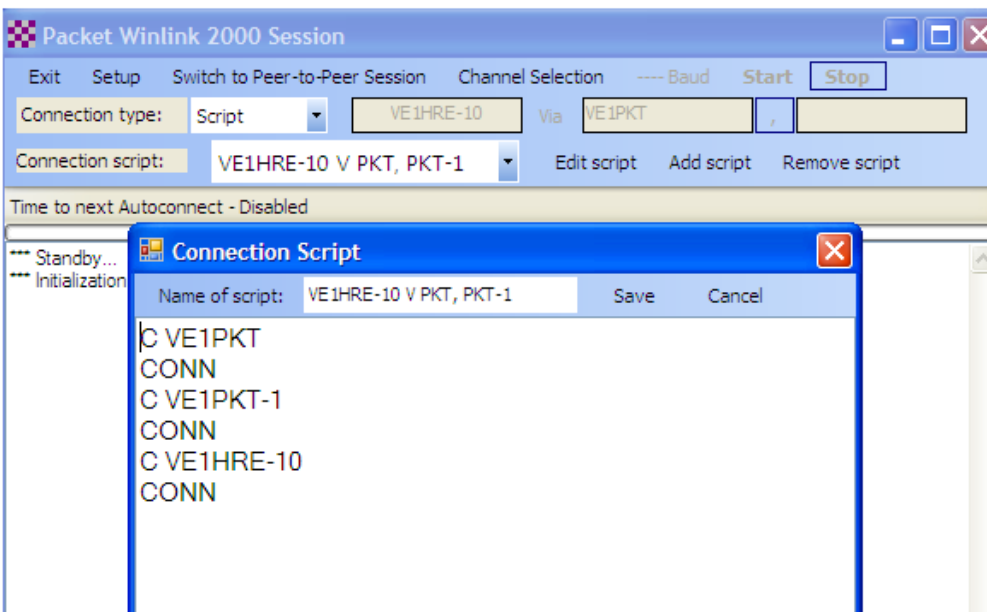 Packet Winlink 2000 Session
Exit Setup Switch to Peer-to-Peer Session Channel Selection ---- Baud Start Stop
Connection type: Script VE1HRE-10 Via VE1PKT ,
Connection script: VE1HRE-10 V PKT, PKT-1 Edit script Add script Remove script
Time to next Autoconnect - Disabled
*** Standby...
*** Initialization
Connection Script
Name of script: VE1HRE-10 V PKT, PKT-1 Save Cancel
C VE1PKT
CONN
C VE1PKT-1
CONN
C VE1HRE-10
CONN